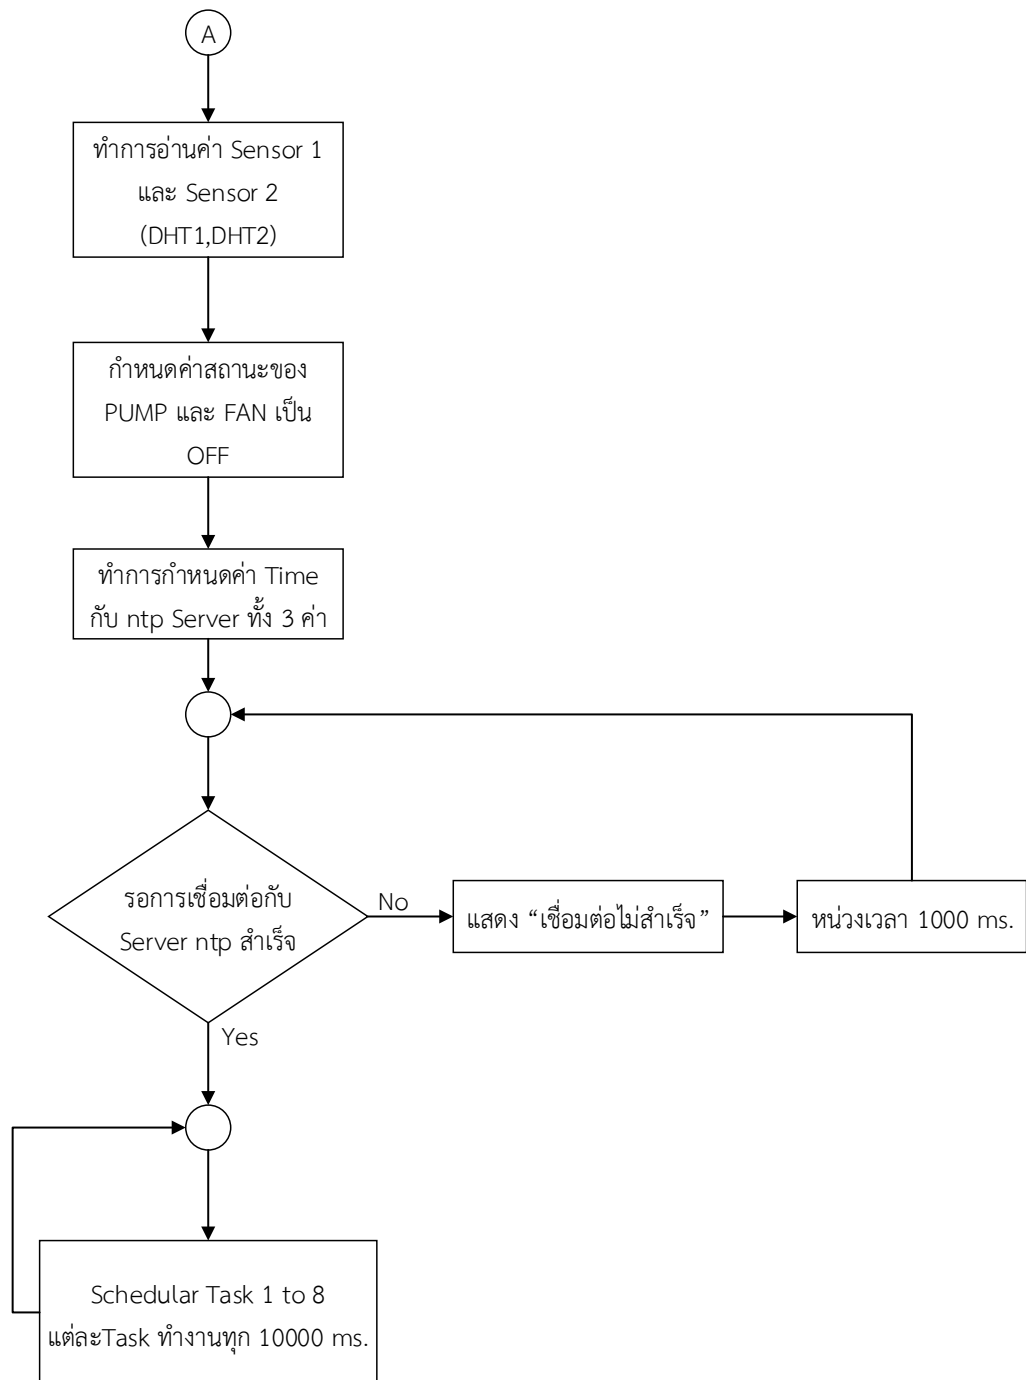 A
ทำการอ่านค่า Sensor 1
และ Sensor 2
(DHT1,DHT2)
กำหนดค่าสถานะของ
PUMP และ FAN เป็น
OFF
ทำการกำหนดค่า Time
กับ ntp Server ทั้ง 3 ค่า
รอการเชื่อมต่อกับ
Server ntp สำเร็จ
No
แสดง “เชื่อมต่อไม่สำเร็จ”
หน่วงเวลา 1000 ms.
Yes
Schedular Task 1 to 8
แต่ละTask ทำงานทุก 10000 ms.